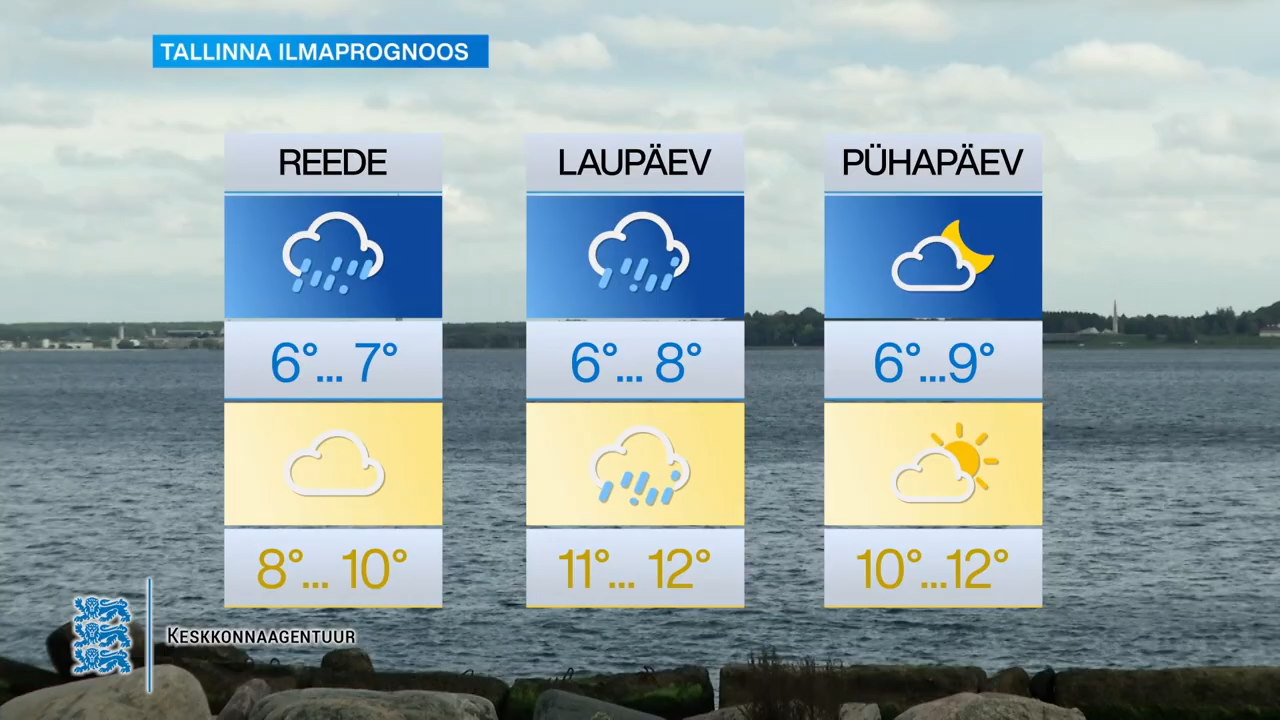 TALLINNA ILMAPROGNOOS
REEDE
6°... 7°
8°... 10°
LAUPÄEV
6°... 8°
11°... 12°
PÜHAPÄEV
6°...9°
10°...12°
KESKKONNAAGENTUUR